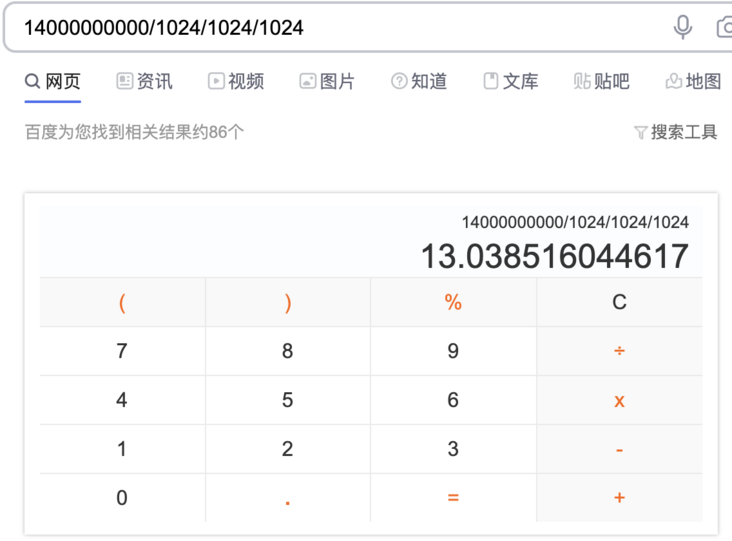 14000000000/1024/1024/1024
网页 资讯 视频 图片 知道 文库 贴贴吧 地图
百度为您找到相关结果约86个 搜索工具
14000000000/1024/1024/1024
13.038516044617
( ) % C
7 8 9 ÷
4 5 6 x
1 2 3 -
0 . = +